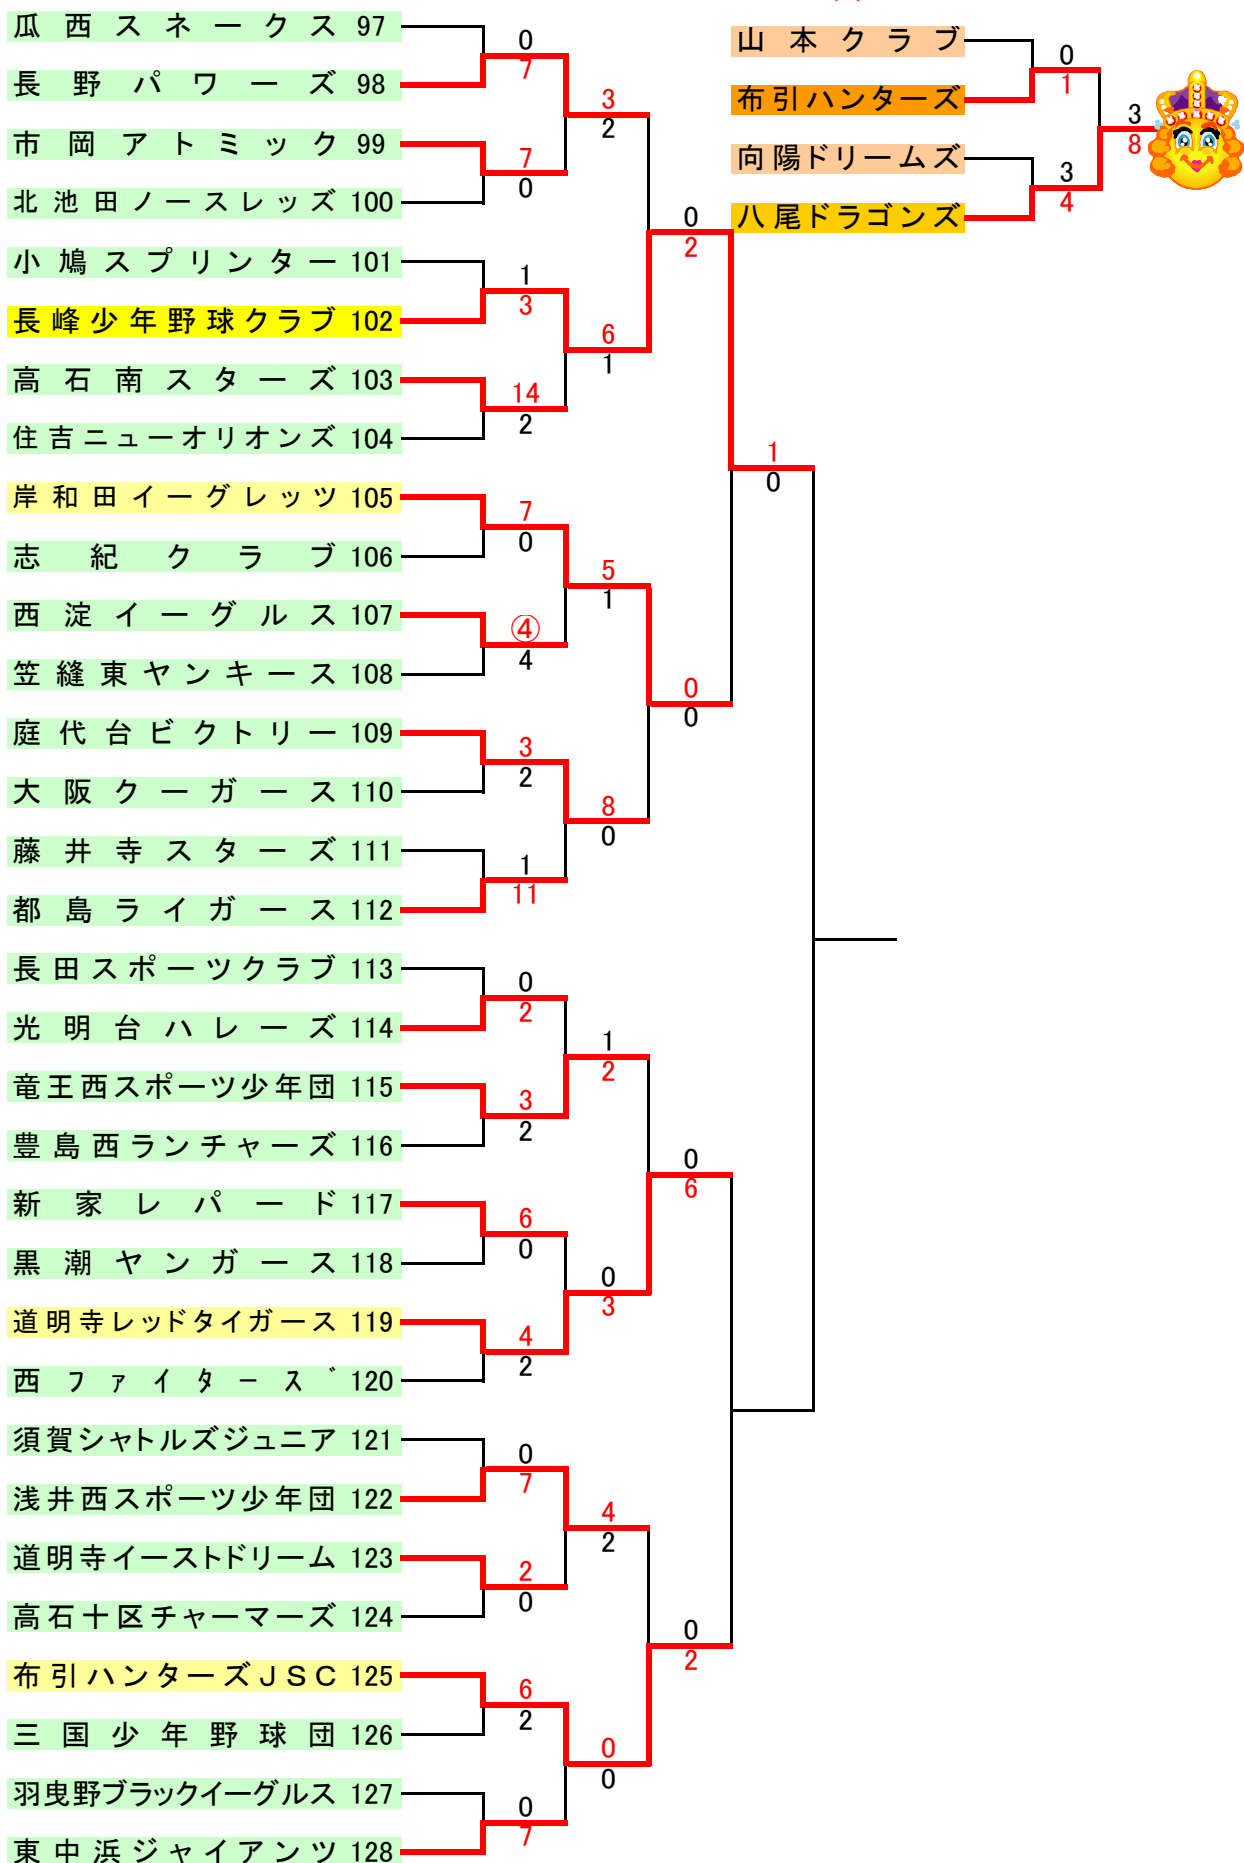 瓜西スネークス 97
長野パワーズ 98
市岡アトミック 99
北池田ノースレッズ 100
小鳩スプリンター 101
長峰少年野球クラブ 102
高石南スターズ 103
住吉ニューオリオンズ 104
岸和田イーグレッツ 105
志紀クラブ 106
西淀イーグルス 107
笠縫東ヤンキース 108
庭代台ビクトリー 109
大阪クーガース 110
藤井寺スターズ 111
都島ライガース 112
長田スポーツクラブ 113
光明台ハレーズ 114
竜王西スポーツ少年団 115
豊島西ランチャーズ 116
新家レパード 117
黒潮ヤンガース 118
道明寺レッドタイガース 119
西ファイターズ 120
須賀シャトルズジュニア 121
浅井西スポーツ少年団 122
道明寺イーストドリーム 123
高石十区チャーマーズ 124
布引ハンターズJSC 125
三国少年野球団 126
羽曳野ブラックイーグルス 127
東中浜ジャイアンツ 128
0
7
7
0
1
3
14
2
7
0
④
4
3
2
1
11
0
2
3
2
6
0
4
2
0
7
2
0
6
2
0
7
3
2
6
1
5
1
8
0
1
2
0
3
4
2
0
0
0
2
0
0
0
6
0
2
1
0
山本クラブ
布引ハンターズ
向陽ドリームズ
八尾ドラゴンズ
0
1
3
4
3
8